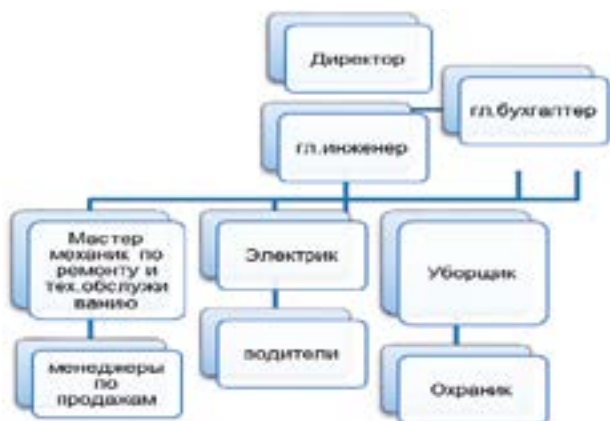 Директор
гл.бухгалтер
гл.инженер
Мастер
механик по
ремонту и
тех.обслужи
ванию
Электрик
Уборщик
менеджеры
по
продажам
водители
Охраник